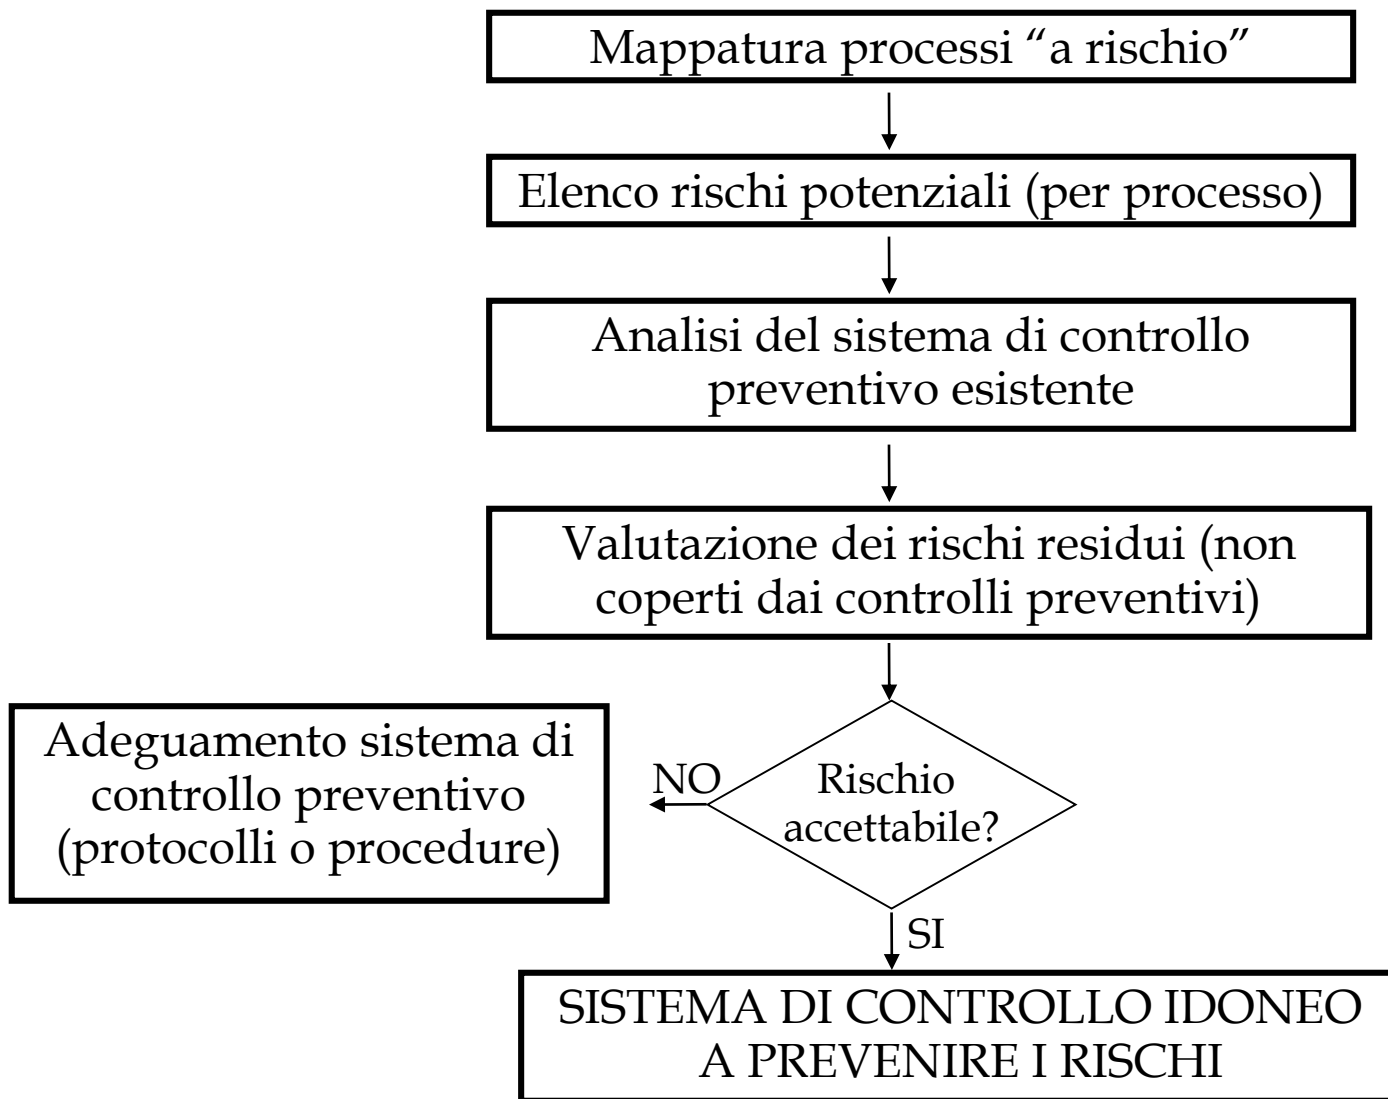 Mappatura processi “a rischio”
Elenco rischi potenziali (per processo)
Analisi del sistema di controllo
preventivo esistente
Valutazione dei rischi residui (non
coperti dai controlli preventivi)
Adeguamento sistema di
controllo preventivo
(protocolli o procedure)
NO
Rischio
accettabile?
SI
SISTEMA DI CONTROLLO IDONEO
A PREVENIRE I RISCHI